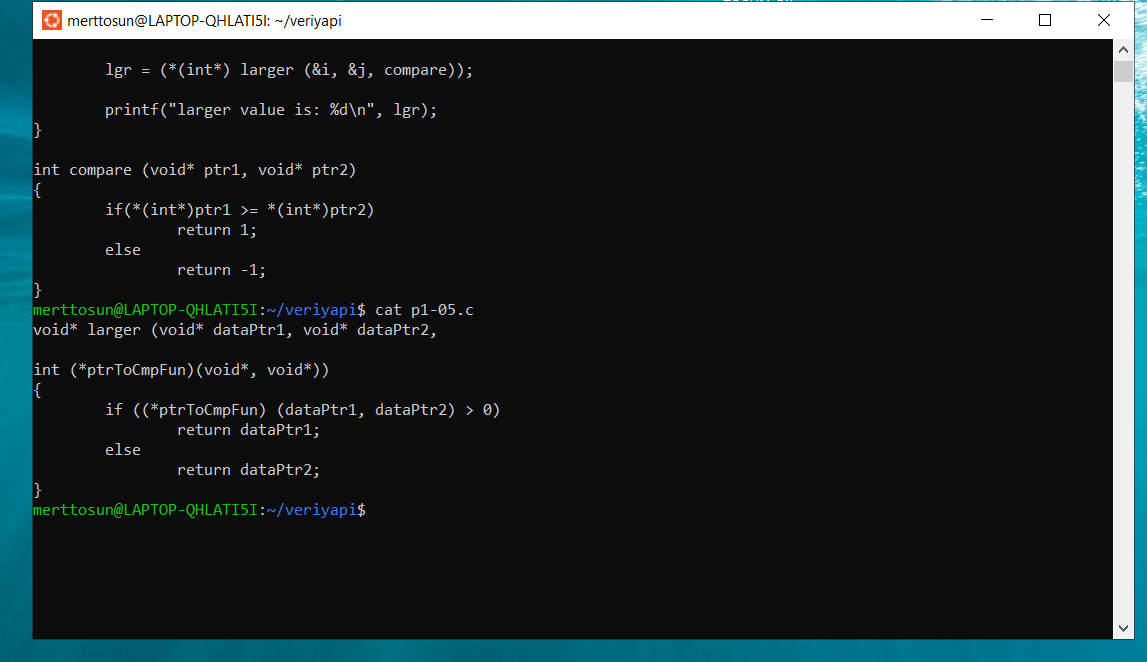 merttosun@LAPTOP-QHLATI5I: ~/veriyapi
lgr = (*(int*) larger (&i, &j, compare));
printf("larger value is: %d\n", lgr);
}
int compare (void* ptr1, void* ptr2)
{
if(*(int*)ptr1 >= *(int*)ptr2)
return 1;
else
return -1;
}
merttosun@LAPTOP-QHLATI5I:~/veriyapi$ cat p1-05.c
void* larger (void* dataPtr1, void* dataPtr2,
int (*ptrToCmpFun)(void*, void*))
{
if ((*ptrToCmpFun) (dataPtr1, dataPtr2) > 0)
return dataPtr1;
else
return dataPtr2;
}
merttosun@LAPTOP-QHLATI5I:~/veriyapi$